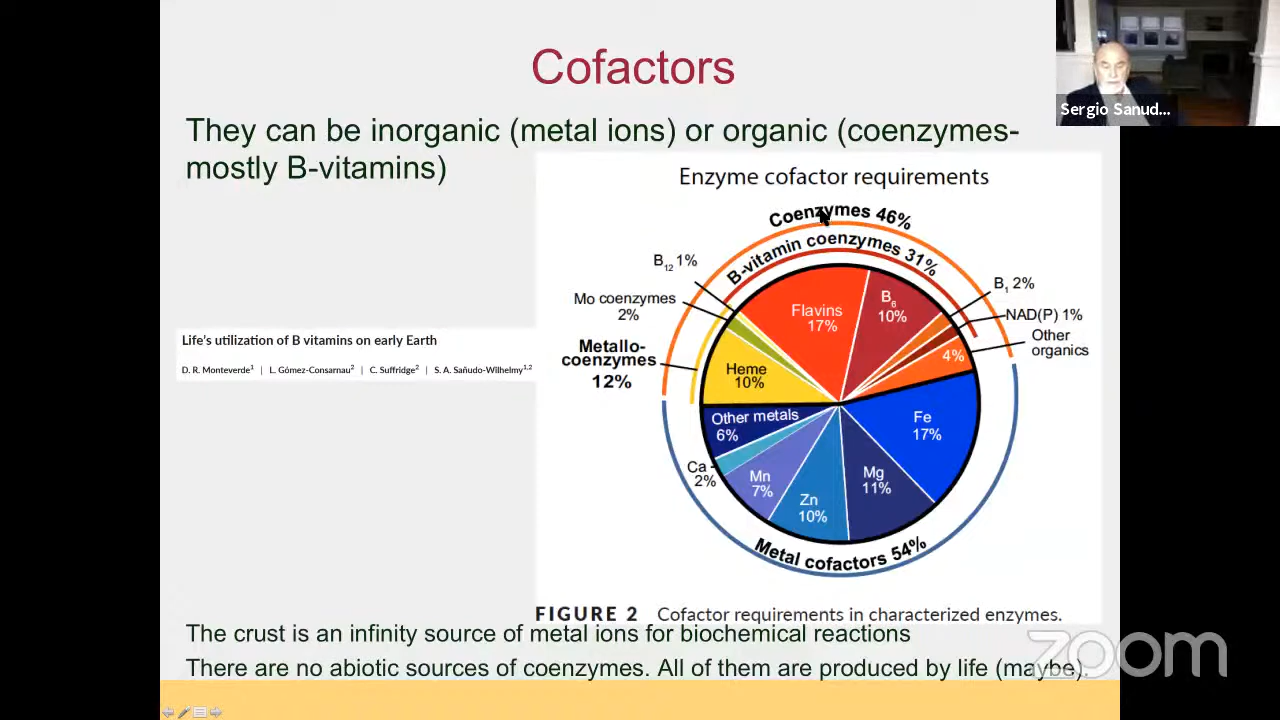 Cofactors
Sergio Sanud...
They can be inorganic (metal ions) or organic (coenzymes-
mostly B-vitamins)
Enzyme cofactor requirements
Coenzymes 46%
B-vitamin coenzymes 31%
B12 1%
Mo coenzymes
2%
Metallo-
coenzymes
12%
Heme
10%
Flavins
17%
B6
10%
B1 2%
NAD(P) 1%
Other
organics
4%
Fe
17%
Mg
11%
Zn
10%
Mn
7%
Ca -
2%
Other metals
6%
Metal cofactors 54%
Life's utilization of B vitamins on early Earth
D. R. Monteverde1 | L. Gómez-Consarnau2 | C. Suffridge2 | S. A. Sañudo-Wilhelmy1,2
FIGURE 2 Cofactor requirements in characterized enzymes.
The crust is an infinity source of metal ions for biochemical reactions
There are no abiotic sources of coenzymes. All of them are produced by life (maybe).
zoom